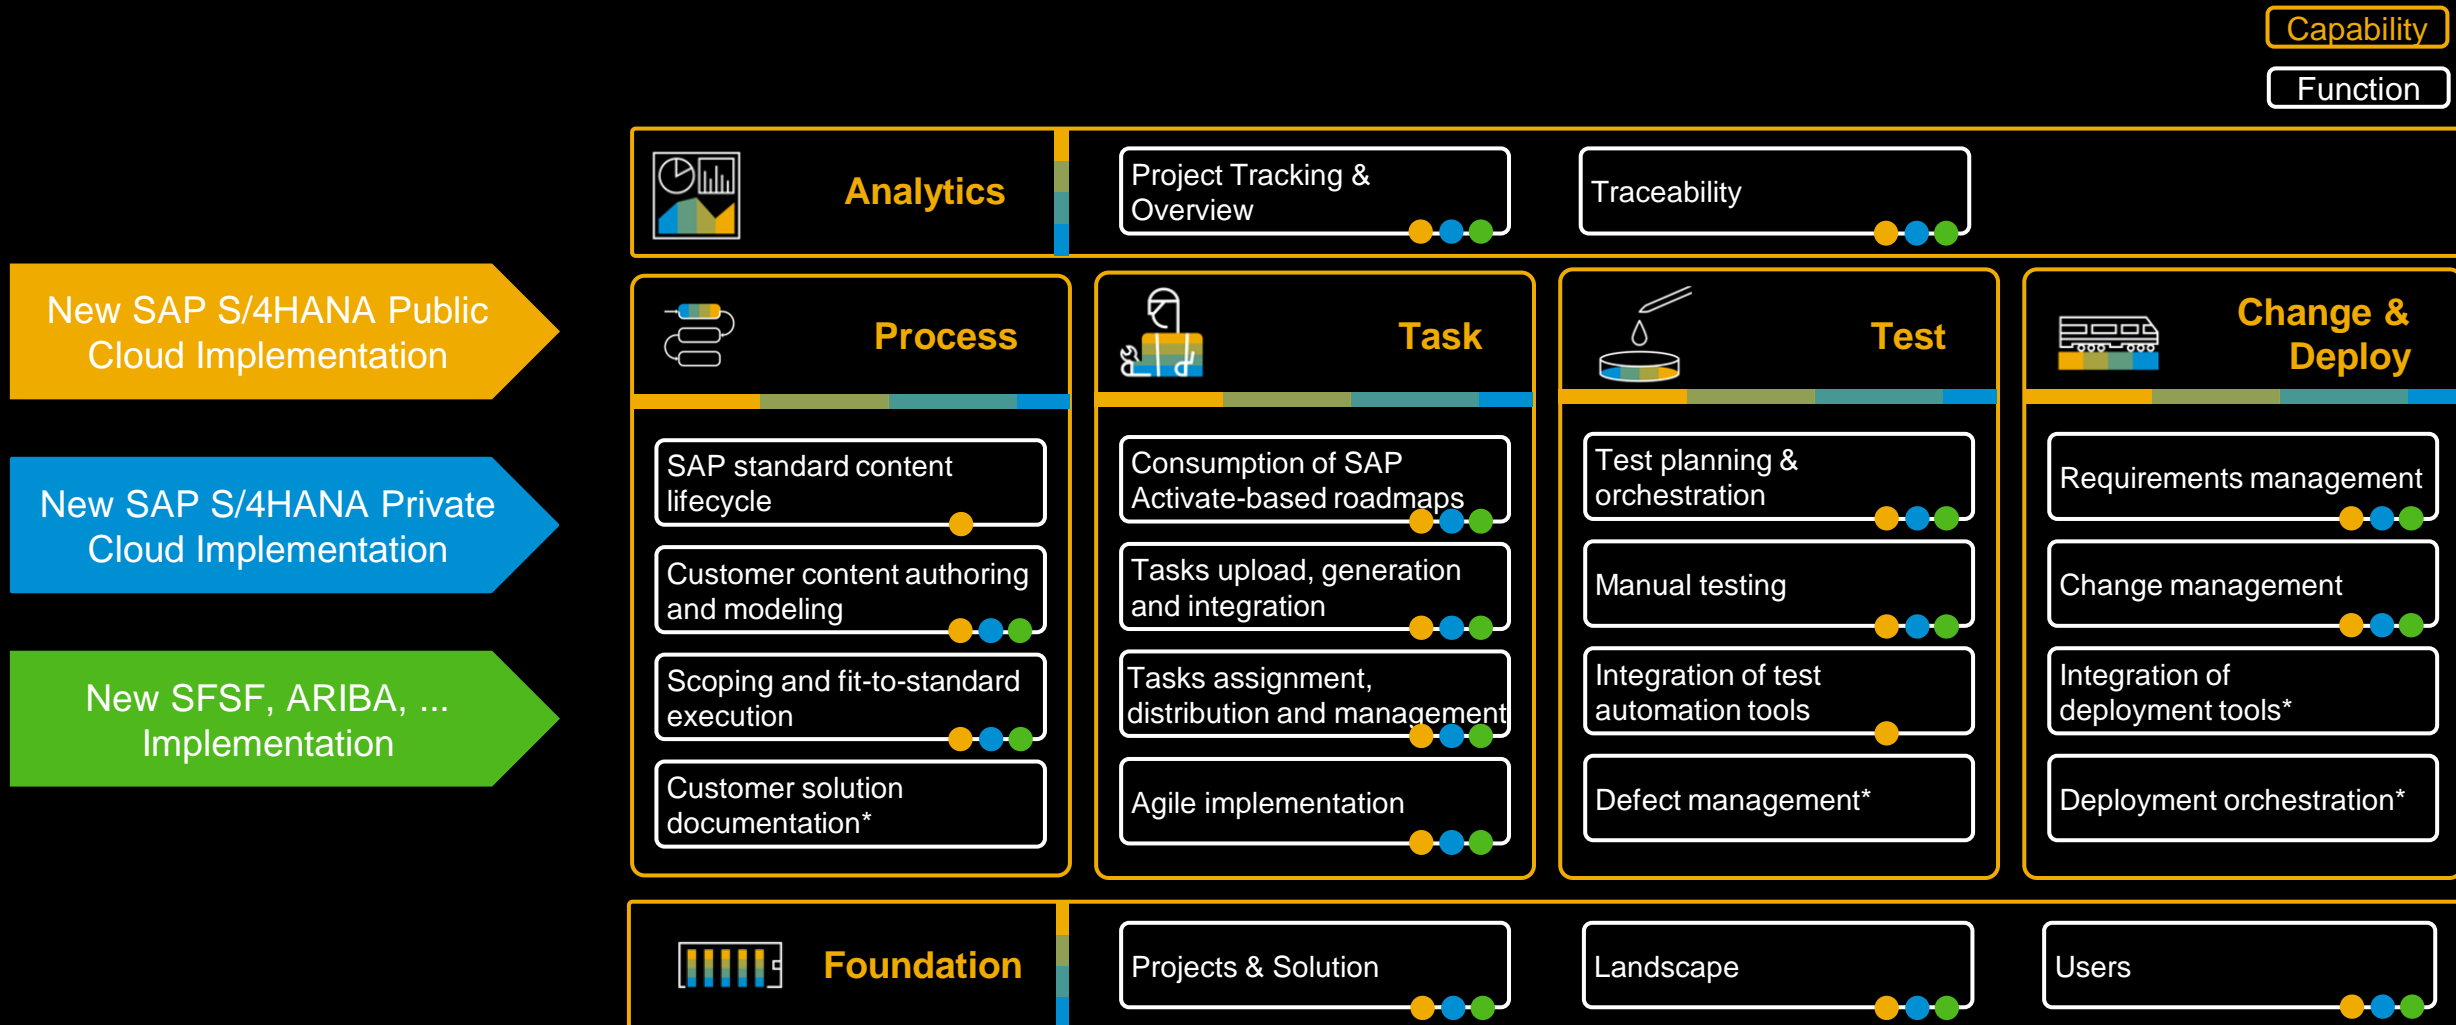 Capability
Function
Analytics
Project Tracking &
Overview
Traceability
New SAP S/4HANA Public
Cloud Implementation
New SAP S/4HANA Private
Cloud Implementation
New SFSF, ARIBA, ...
Implementation
Process
SAP standard content
lifecycle
Customer content authoring
and modeling
Scoping and fit-to-standard
execution
Customer solution
documentation*
Task
Consumption of SAP
Activate-based roadmaps
Tasks upload, generation
and integration
Tasks assignment,
distribution and management
Agile implementation
Test
Test planning &
orchestration
Manual testing
Integration of test
automation tools
Defect management*
Change &
Deploy
Requirements management
Change management
Integration of
deployment tools*
Deployment orchestration*
Foundation
Projects & Solution
Landscape
Users